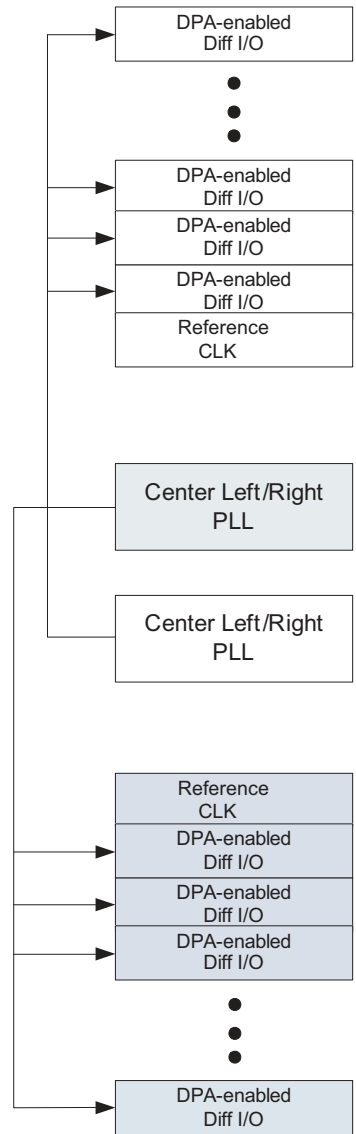 DPA-enabled
Diff I/O
DPA-enabled
Diff I/O
DPA-enabled
Diff I/O
DPA-enabled
Diff I/O
Reference
CLK
Center Left/Right
PLL
Center Left/Right
PLL
Reference
CLK
DPA-enabled
Diff I/O
DPA-enabled
Diff I/O
DPA-enabled
Diff I/O
DPA-enabled
Diff I/O